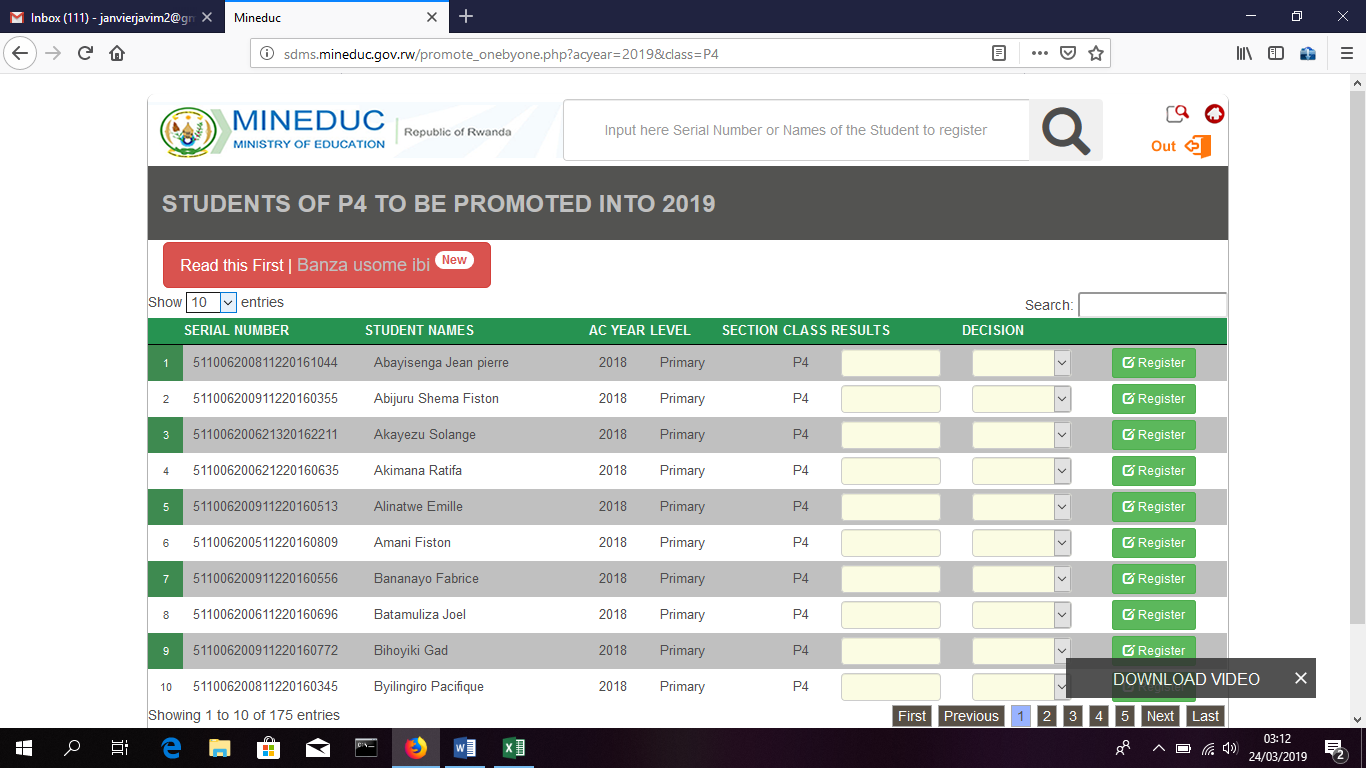 Inbox (111) - janvierjavim2@gm
Mineduc
sdms.mineduc.gov.rw/promote_onebyone.php?acyear=2019&class=P4
MINEDUC
MINISTRY OF EDUCATION
Republic of Rwanda
Input here Serial Number or Names of the Student to register
Out
STUDENTS OF P4 TO BE PROMOTED INTO 2019
Read this First | Banza usome ibi New
Show 10 entries
Search:
SERIAL NUMBER STUDENT NAMES AC YEAR LEVEL SECTION CLASS RESULTS DECISION
1 511006200811220161044 Abayisenga Jean pierre 2018 Primary P4 Register
2 511006200911220160355 Abijuru Shema Fiston 2018 Primary P4 Register
3 511006200621320162211 Akayezu Solange 2018 Primary P4 Register
4 511006200621220160635 Akimana Ratifa 2018 Primary P4 Register
5 511006200911220160513 Alinatwe Emille 2018 Primary P4 Register
6 511006200511220160809 Amani Fiston 2018 Primary P4 Register
7 511006200911220160556 Bananayo Fabrice 2018 Primary P4 Register
8 511006200611220160696 Batamuliza Joel 2018 Primary P4 Register
9 511006200911220160772 Bihoyiki Gad 2018 Primary P4 Register
10 511006200811220160345 Byilingiro Pacifique 2018 Primary P4 Register
DOWNLOAD VIDEO
Showing 1 to 10 of 175 entries
First Previous 1 2 3 4 5 Next Last
03:12
24/03/2019
2